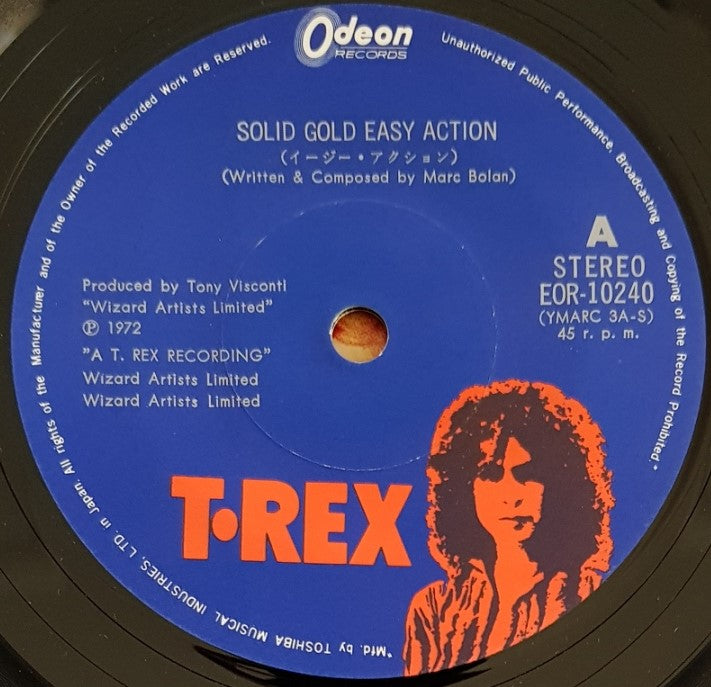 Odeon
RECORDS
"Mfd. by TOSHIBA MUSICAL INDUSTRIES, LTD. in Japan. All rights of the Manufacturer and of the Owner of the Recorded Work are Reserved.
Unauthorized Public Performance, Broadcasting and Copying of the Record Prohibited"
SOLID GOLD EASY ACTION
(イージー・アクション)
(Written & Composed by Marc Bolan)
A
STEREO
EOR-10240
(YMARC 3A-S)
45 r. p. m.
Produced by Tony Visconti
"Wizard Artists Limited"
Ⓟ 1972
"A T. REX RECORDING"
Wizard Artists Limited
Wizard Artists Limited
T•REX